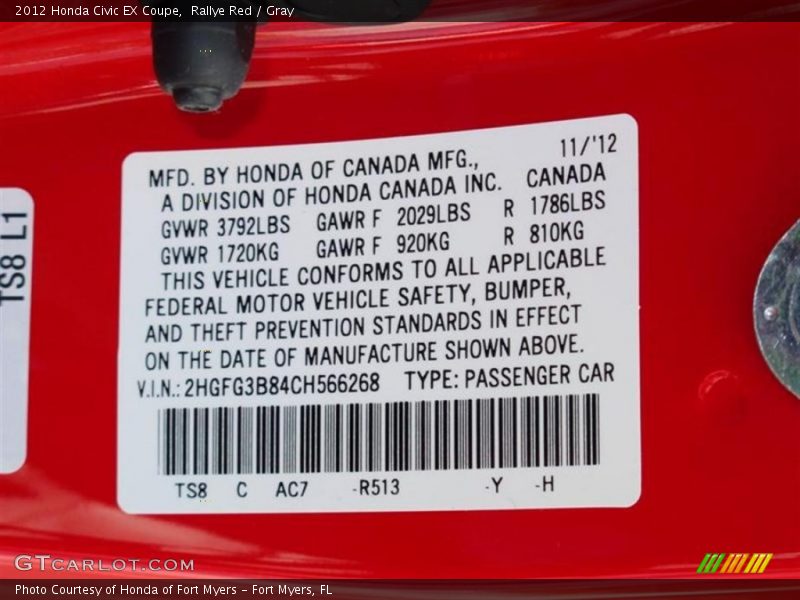 2012 Honda Civic EX Coupe,  Rallye Red / Gray
11/'12
MFD. BY HONDA OF CANADA MFG.,
A DIVISION OF HONDA CANADA INC. CANADA
GVWR 3792LBS GAWR F 2029LBS R 1786LBS
GVWR 1720KG GAWR F 920KG R 810KG
THIS VEHICLE CONFORMS TO ALL APPLICABLE
FEDERAL MOTOR VEHICLE SAFETY, BUMPER,
AND THEFT PREVENTION STANDARDS IN EFFECT
ON THE DATE OF MANUFACTURE SHOWN ABOVE.
V.I.N.: 2HGFG3B84CH566268 TYPE: PASSENGER CAR
TS8 C AC7 -R513 -Y -H
TS8 L1
GTCARLOT.COM
Photo Courtesy of Honda of Fort Myers – Fort Myers, FL